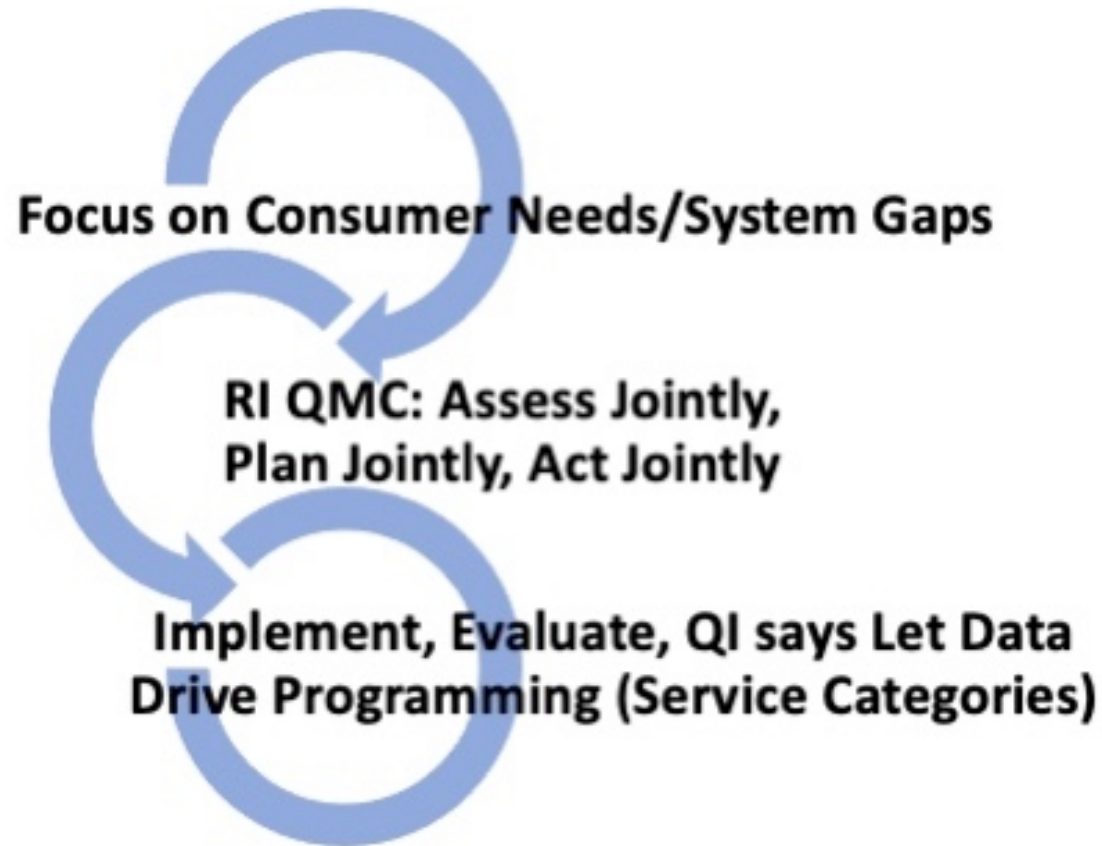 Focus on Consumer Needs/System Gaps
RI QMC: Assess Jointly,
Plan Jointly, Act Jointly
Implement, Evaluate, QI says Let Data
Drive Programming (Service Categories)